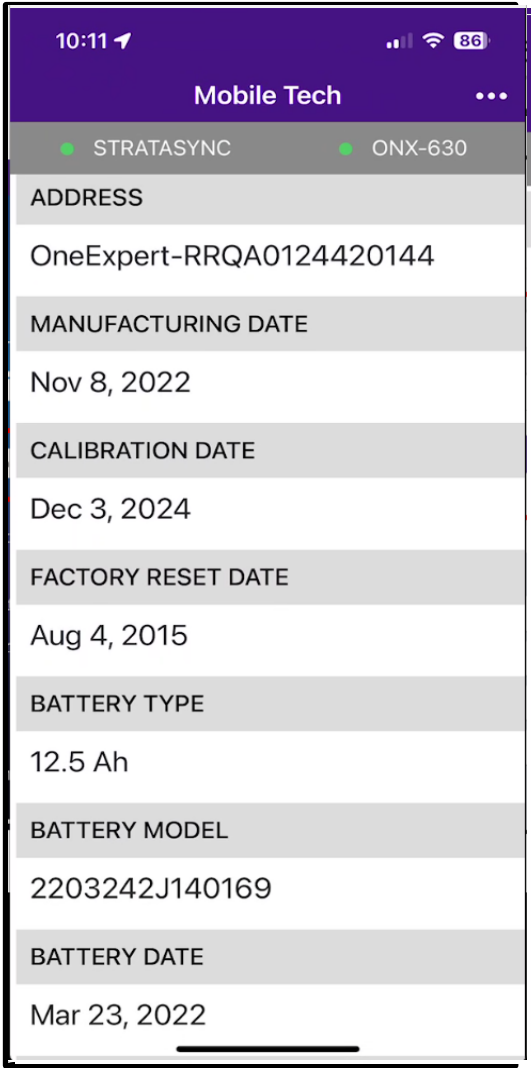 10:11
86
Mobile Tech
STRATASYNC ONX-630
ADDRESS
OneExpert-RRQA0124420144
MANUFACTURING DATE
Nov 8, 2022
CALIBRATION DATE
Dec 3, 2024
FACTORY RESET DATE
Aug 4, 2015
BATTERY TYPE
12.5 Ah
BATTERY MODEL
2203242J140169
BATTERY DATE
Mar 23, 2022